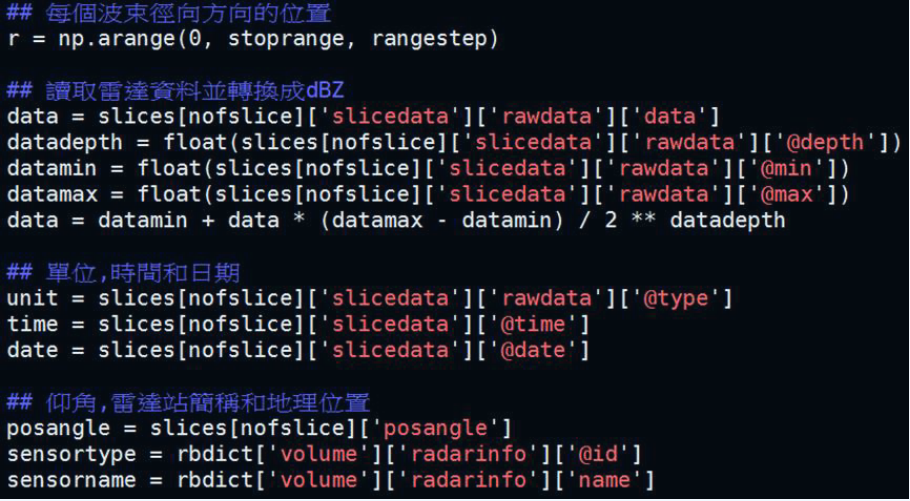 ## 每個波束徑向方向的位置
r = np.arange(0, stoprange, rangestep)
## 讀取雷達資料並轉換成dBZ
data = slices[nofslice]['slicedata']['rawdata']['data']
datadepth = float(slices[nofslice]['slicedata']['rawdata']['@depth'])
datamin = float(slices[nofslice]['slicedata']['rawdata']['@min'])
datamax = float(slices[nofslice]['slicedata']['rawdata']['@max'])
data = datamin + data * (datamax - datamin) / 2 ** datadepth
## 單位,時間和日期
unit = slices[nofslice]['slicedata']['rawdata']['@type']
time = slices[nofslice]['slicedata']['@time']
date = slices[nofslice]['slicedata']['@date']
## 仰角,雷達站簡稱和地理位置
posangle = slices[nofslice]['posangle']
sensortype = rbdict['volume']['radarinfo']['@id']
sensorname = rbdict['volume']['radarinfo']['name']